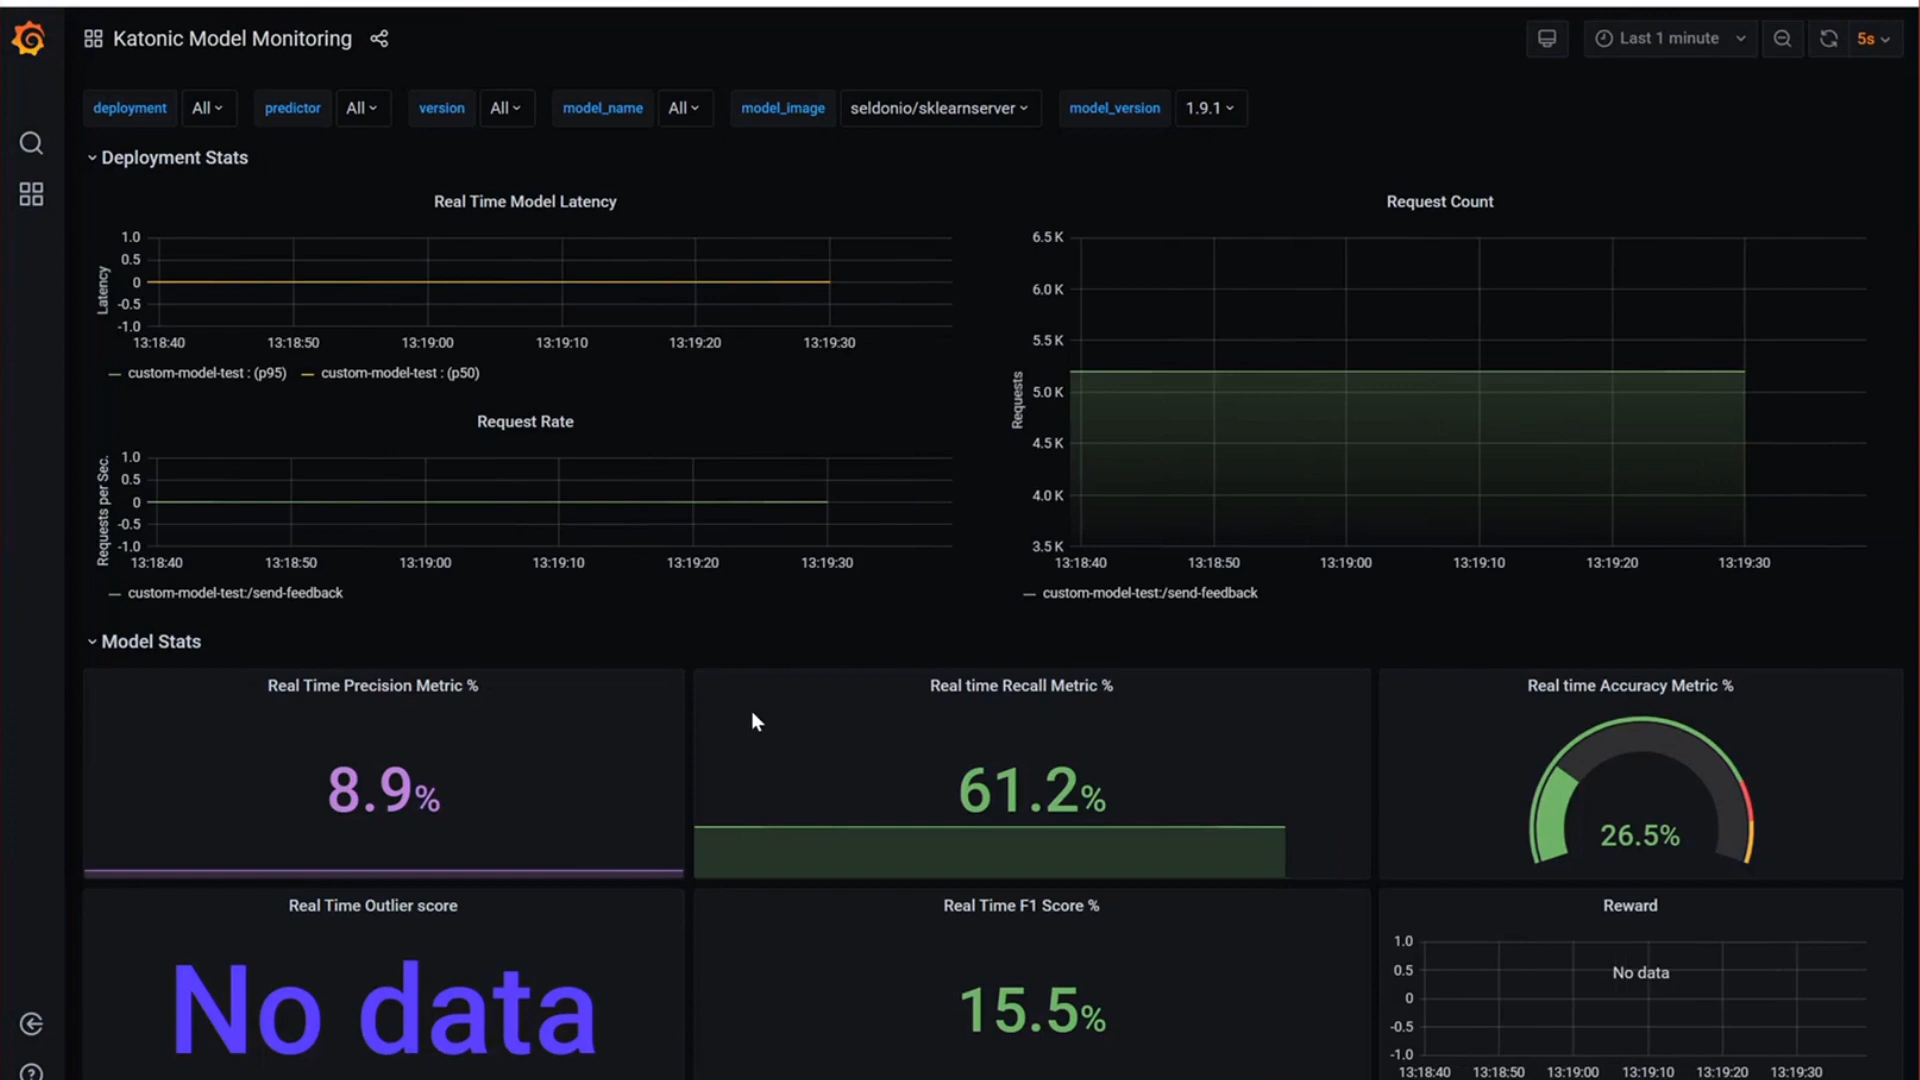 Katonic Model Monitoring
Last 1 minute
5s
deployment All predictor All version All model_name All model_image seldonio/sklearnserver model_version 1.9.1
Deployment Stats
Real Time Model Latency
1.0
0.5
0
-0.5
-1.0
Latency
13:18:40 13:18:50 13:19:00 13:19:10 13:19:20 13:19:30
custom-model-test : (p95) custom-model-test : (p50)
Request Rate
1.0
0.5
0
-0.5
-1.0
Requests per Sec.
13:18:40 13:18:50 13:19:00 13:19:10 13:19:20 13:19:30
custom-model-test:/send-feedback
Request Count
6.5 K
6.0 K
5.5 K
5.0 K
4.5 K
4.0 K
3.5 K
Requests
13:18:40 13:18:50 13:19:00 13:19:10 13:19:20 13:19:30
custom-model-test:/send-feedback
Model Stats
Real Time Precision Metric %
8.9%
Real time Recall Metric %
61.2%
Real time Accuracy Metric %
26.5%
Real Time Outlier score
No data
Real Time F1 Score %
15.5%
Reward
1.0
0.5
0
-0.5
-1.0
No data
13:18:40 13:18:50 13:19:00 13:19:10 13:19:20 13:19:30